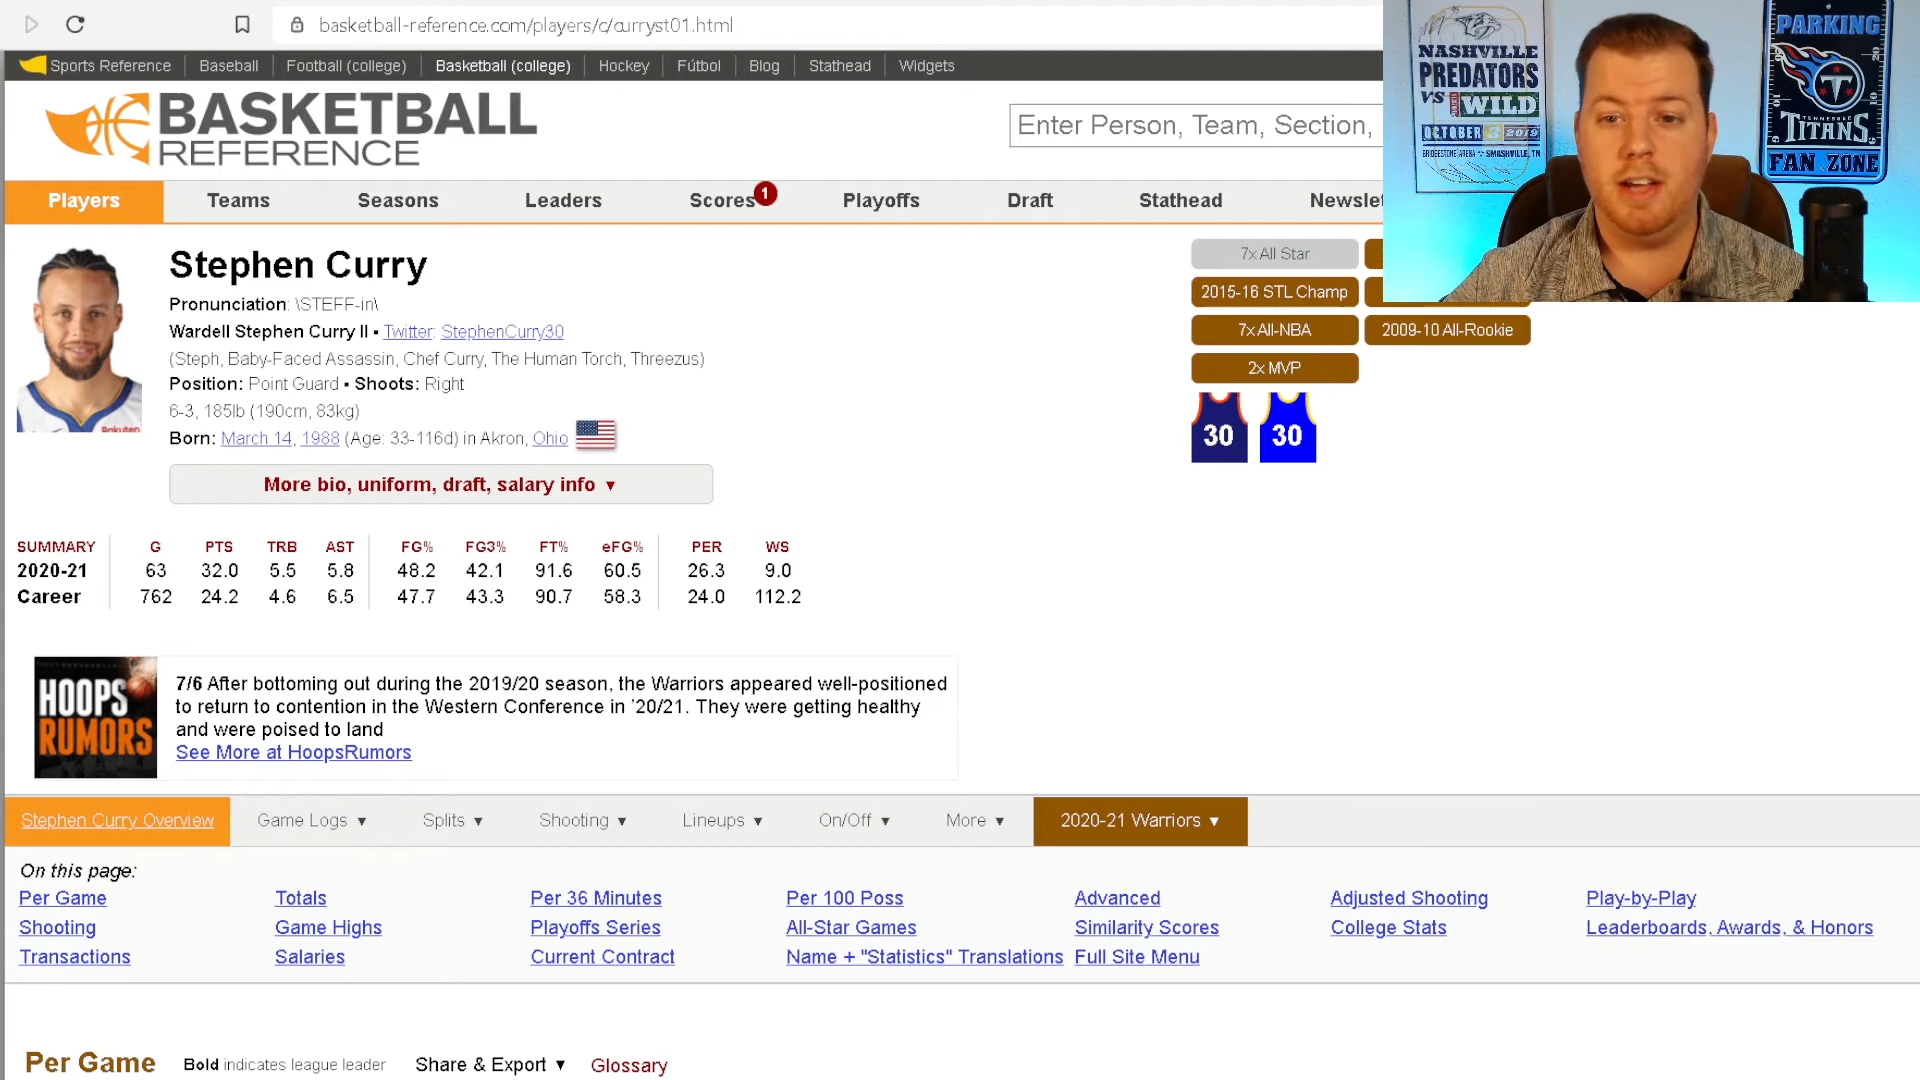 basketball-reference.com/players/c/curryst01.html
Sports Reference Baseball Football (college) Basketball (college) Hockey Fútbol Blog Stathead Widgets
BASKETBALL
REFERENCE
Enter Person, Team, Section,
Players Teams Seasons Leaders Scores 1 Playoffs Draft Stathead Newslet
NASHVILLE
PREDATORS
VS WILD
OCTOBER 3 2019
BRIDGESTONE ARENA SMASHVILLE, TN
PARKING
TENNESSEE
TITANS
FAN ZONE
Stephen Curry
Pronunciation: \STEFF-in\
Wardell Stephen Curry II ▪ Twitter: StephenCurry30
(Steph, Baby-Faced Assassin, Chef Curry, The Human Torch, Threezus)
Position: Point Guard ▪ Shoots: Right
6-3, 185lb (190cm, 83kg)
Born: March 14, 1988 (Age: 33-116d) in Akron, Ohio
More bio, uniform, draft, salary info ▼
7x All Star
2015-16 STL Champ
7x All-NBA 2009-10 All-Rookie
2x MVP
30 30
SUMMARY G PTS TRB AST FG% FG3% FT% eFG% PER WS
2020-21 63 32.0 5.5 5.8 48.2 42.1 91.6 60.5 26.3 9.0
Career 762 24.2 4.6 6.5 47.7 43.3 90.7 58.3 24.0 112.2
HOOPS
RUMORS
7/6 After bottoming out during the 2019/20 season, the Warriors appeared well-positioned
to return to contention in the Western Conference in '20/21. They were getting healthy
and were poised to land
See More at HoopsRumors
Stephen Curry Overview Game Logs ▼ Splits ▼ Shooting ▼ Lineups ▼ On/Off ▼ More ▼ 2020-21 Warriors ▼
On this page:
Per Game Totals Per 36 Minutes Per 100 Poss Advanced Adjusted Shooting Play-by-Play
Shooting Game Highs Playoffs Series All-Star Games Similarity Scores College Stats Leaderboards, Awards, & Honors
Transactions Salaries Current Contract Name + "Statistics" Translations Full Site Menu
Per Game Bold indicates league leader Share & Export ▼ Glossary